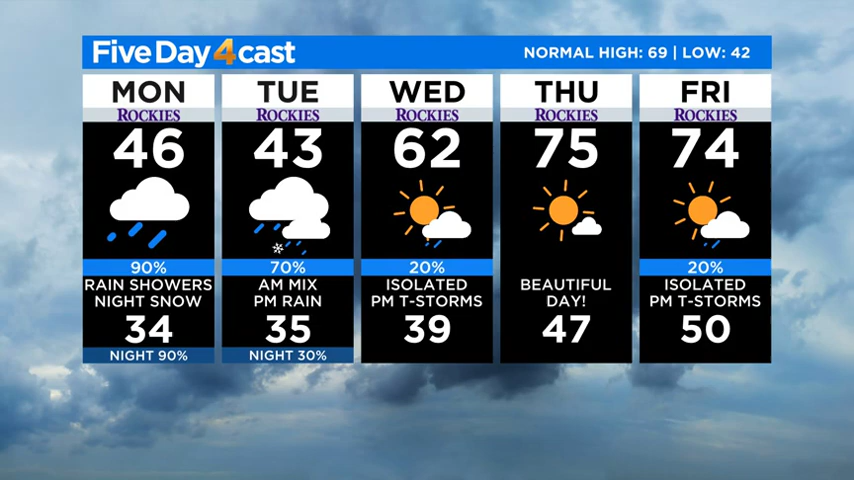 Five Day 4cast
NORMAL HIGH: 69 | LOW: 42
MON
ROCKIES
46
90%
RAIN SHOWERS
NIGHT SNOW
34
NIGHT 90%
TUE
ROCKIES
43
70%
AM MIX
PM RAIN
35
NIGHT 30%
WED
ROCKIES
62
20%
ISOLATED
PM T-STORMS
39
THU
ROCKIES
75
BEAUTIFUL
DAY!
47
FRI
ROCKIES
74
20%
ISOLATED
PM T-STORMS
50